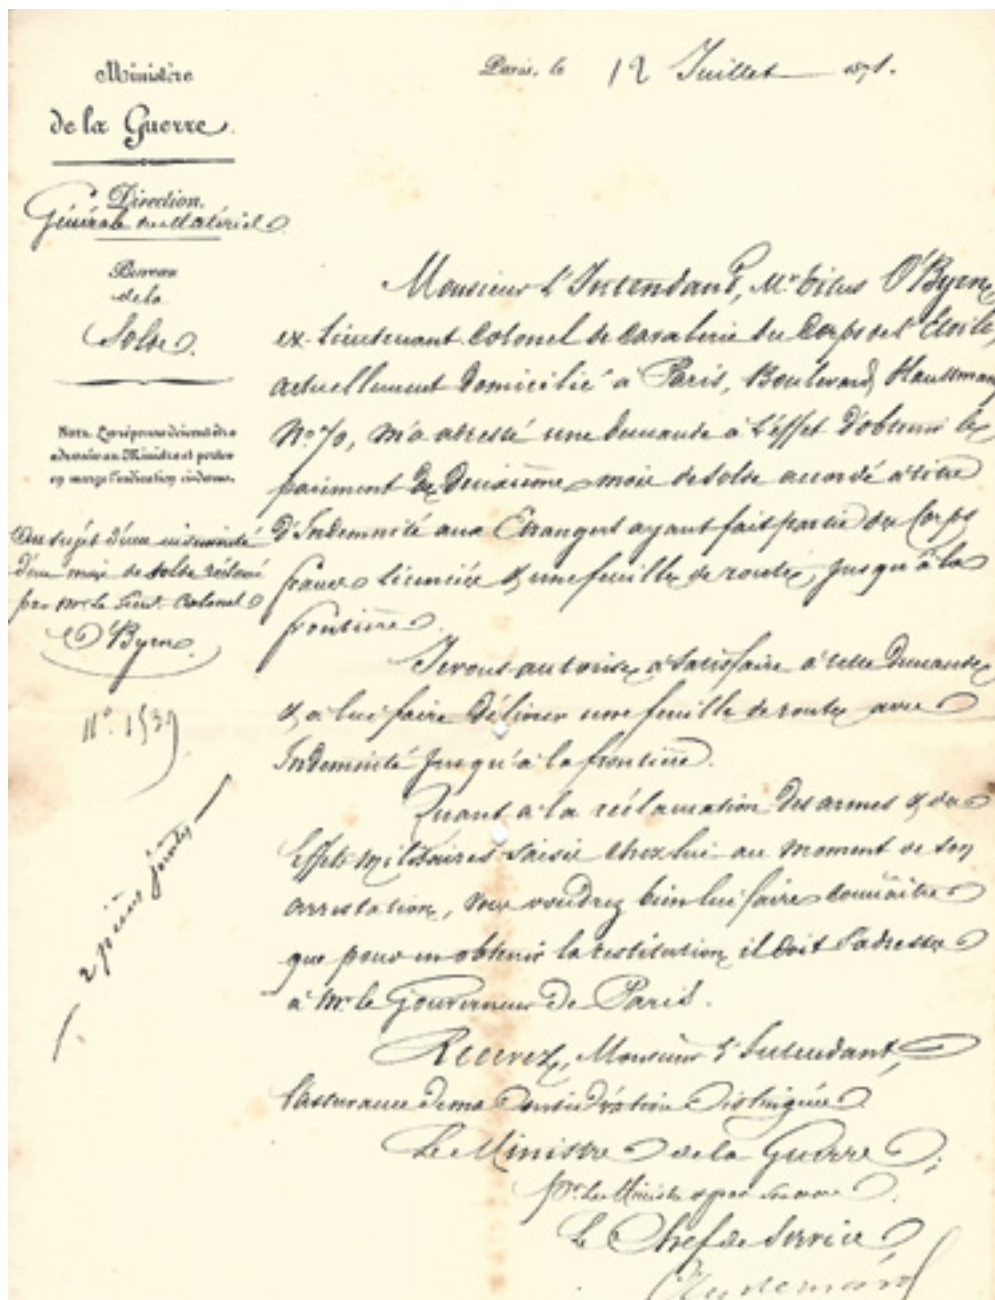 Ministère
de la Guerre.
Direction
Générale du Matériel
Bureau
de la
Solde.
Nota. La réponse devra être
adressée au Ministre et porter
en marge l'indication ci-dessus.
Au sujet d'une indemnité
d'un mois de solde réclamé
par Mr. le Lieut. Colonel
O'Byrn
No. 1539
2 pièces jointes
Paris, le 12 Juillet 1871.
Monsieur l'Intendant, Mr. O'Byrn,
ex-Lieutenant Colonel de Cavalerie du Corps de l'Étoile,
actuellement domicilié à Paris, Boulevard Haussmann
No. 70, m'a adressé une demande à l'effet d'obtenir le
paiement du deuxième mois de solde accordé à titre
d'Indemnité aux Étrangers ayant fait partie du Corps
francs licenciés & une feuille de route, jusqu'à la
frontière.
Je vous autorise à satisfaire à cette demande
& à lui faire délivrer une feuille de route avec
Indemnité jusqu'à la frontière.
Quant à la réclamation des armes & des
Effets militaires saisis chez lui au moment de son
arrestation, vous voudrez bien lui faire connaître
que pour en obtenir la restitution, il doit s'adresser
à Mr. le Gouverneur de Paris.
Recevez, Monsieur l'Intendant,
l'assurance de ma Considération Distinguée
Le Ministre de la Guerre,
Pr. le Ministre & par son ordre
Le Chef de Service